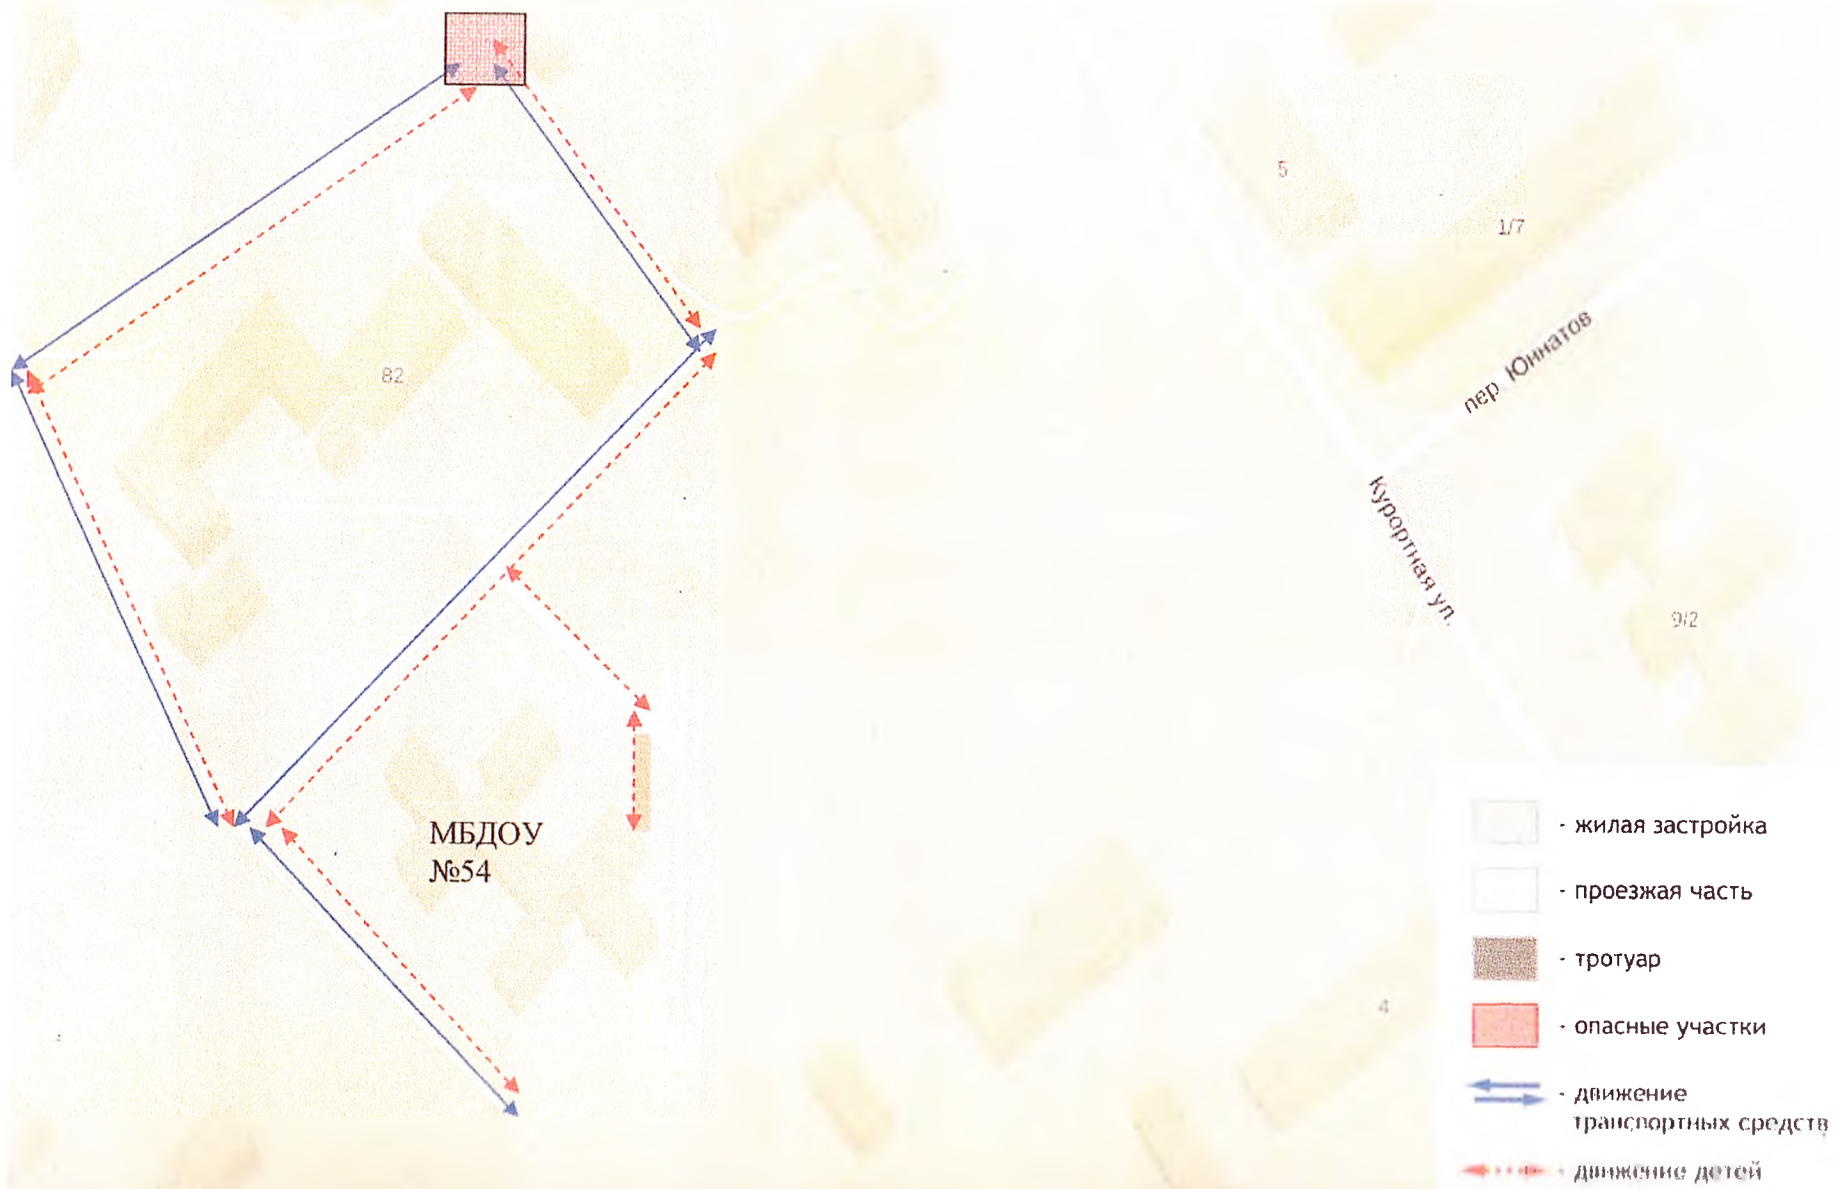 5
1/7
пер. Юннатов
82
Курортная ул.
9/2
МБДОУ
№54
4
- жилая застройка
- проезжая часть
- тротуар
- опасные участки
- движение
транспортных средств
- движение детей